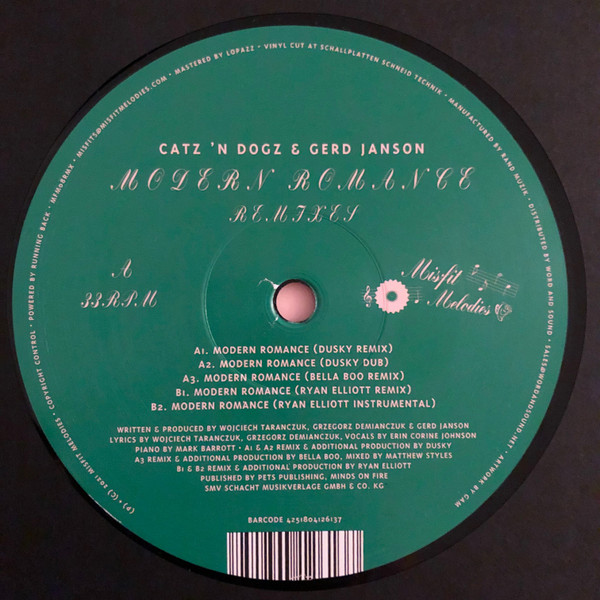 (P) + (C) 2021 MISFIT MELODIES • COPYRIGHT CONTROL • POWERED BY RUNNING BACK • MFM08RMX • MISFITS@MISFITMELODIES.COM • MASTERED BY LOPAZZ • VINYL CUT AT SCHALLPLATTEN SCHNEID TECHNIK • MANUFACTURED BY RAND MUZIK • DISTRIBUTED BY WORD AND SOUND • SALES@WORDANDSOUND.NET • ARTWORK BY GAM
CATZ 'N DOGZ & GERD JANSON
MODERN ROMANCE
REMIXES
A
33RPM
Misfit
Melodies
A1. MODERN ROMANCE (DUSKY REMIX)
A2. MODERN ROMANCE (DUSKY DUB)
A3. MODERN ROMANCE (BELLA BOO REMIX)
B1. MODERN ROMANCE (RYAN ELLIOTT REMIX)
B2. MODERN ROMANCE (RYAN ELLIOTT INSTRUMENTAL)
WRITTEN & PRODUCED BY WOJCIECH TARANCZUK, GRZEGORZ DEMIANCZUK & GERD JANSON
LYRICS BY WOJCIECH TARANCZUK, GRZEGORZ DEMIANCZUK, VOCALS BY ERIN CORINE JOHNSON
PIANO BY MARK BARROTT • A1 & A2 REMIX & ADDITIONAL PRODUCTION BY DUSKY
A3 REMIX & ADDITIONAL PRODUCTION BY BELLA BOO, MIXED BY MATTHEW STYLES
B1 & B2 REMIX & ADDITIONAL PRODUCTION BY RYAN ELLIOTT
PUBLISHED BY PETS PUBLISHING, MINDS ON FIRE
SMV SCHACHT MUSIKVERLAGE GMBH & CO. KG
BARCODE 4251804126137